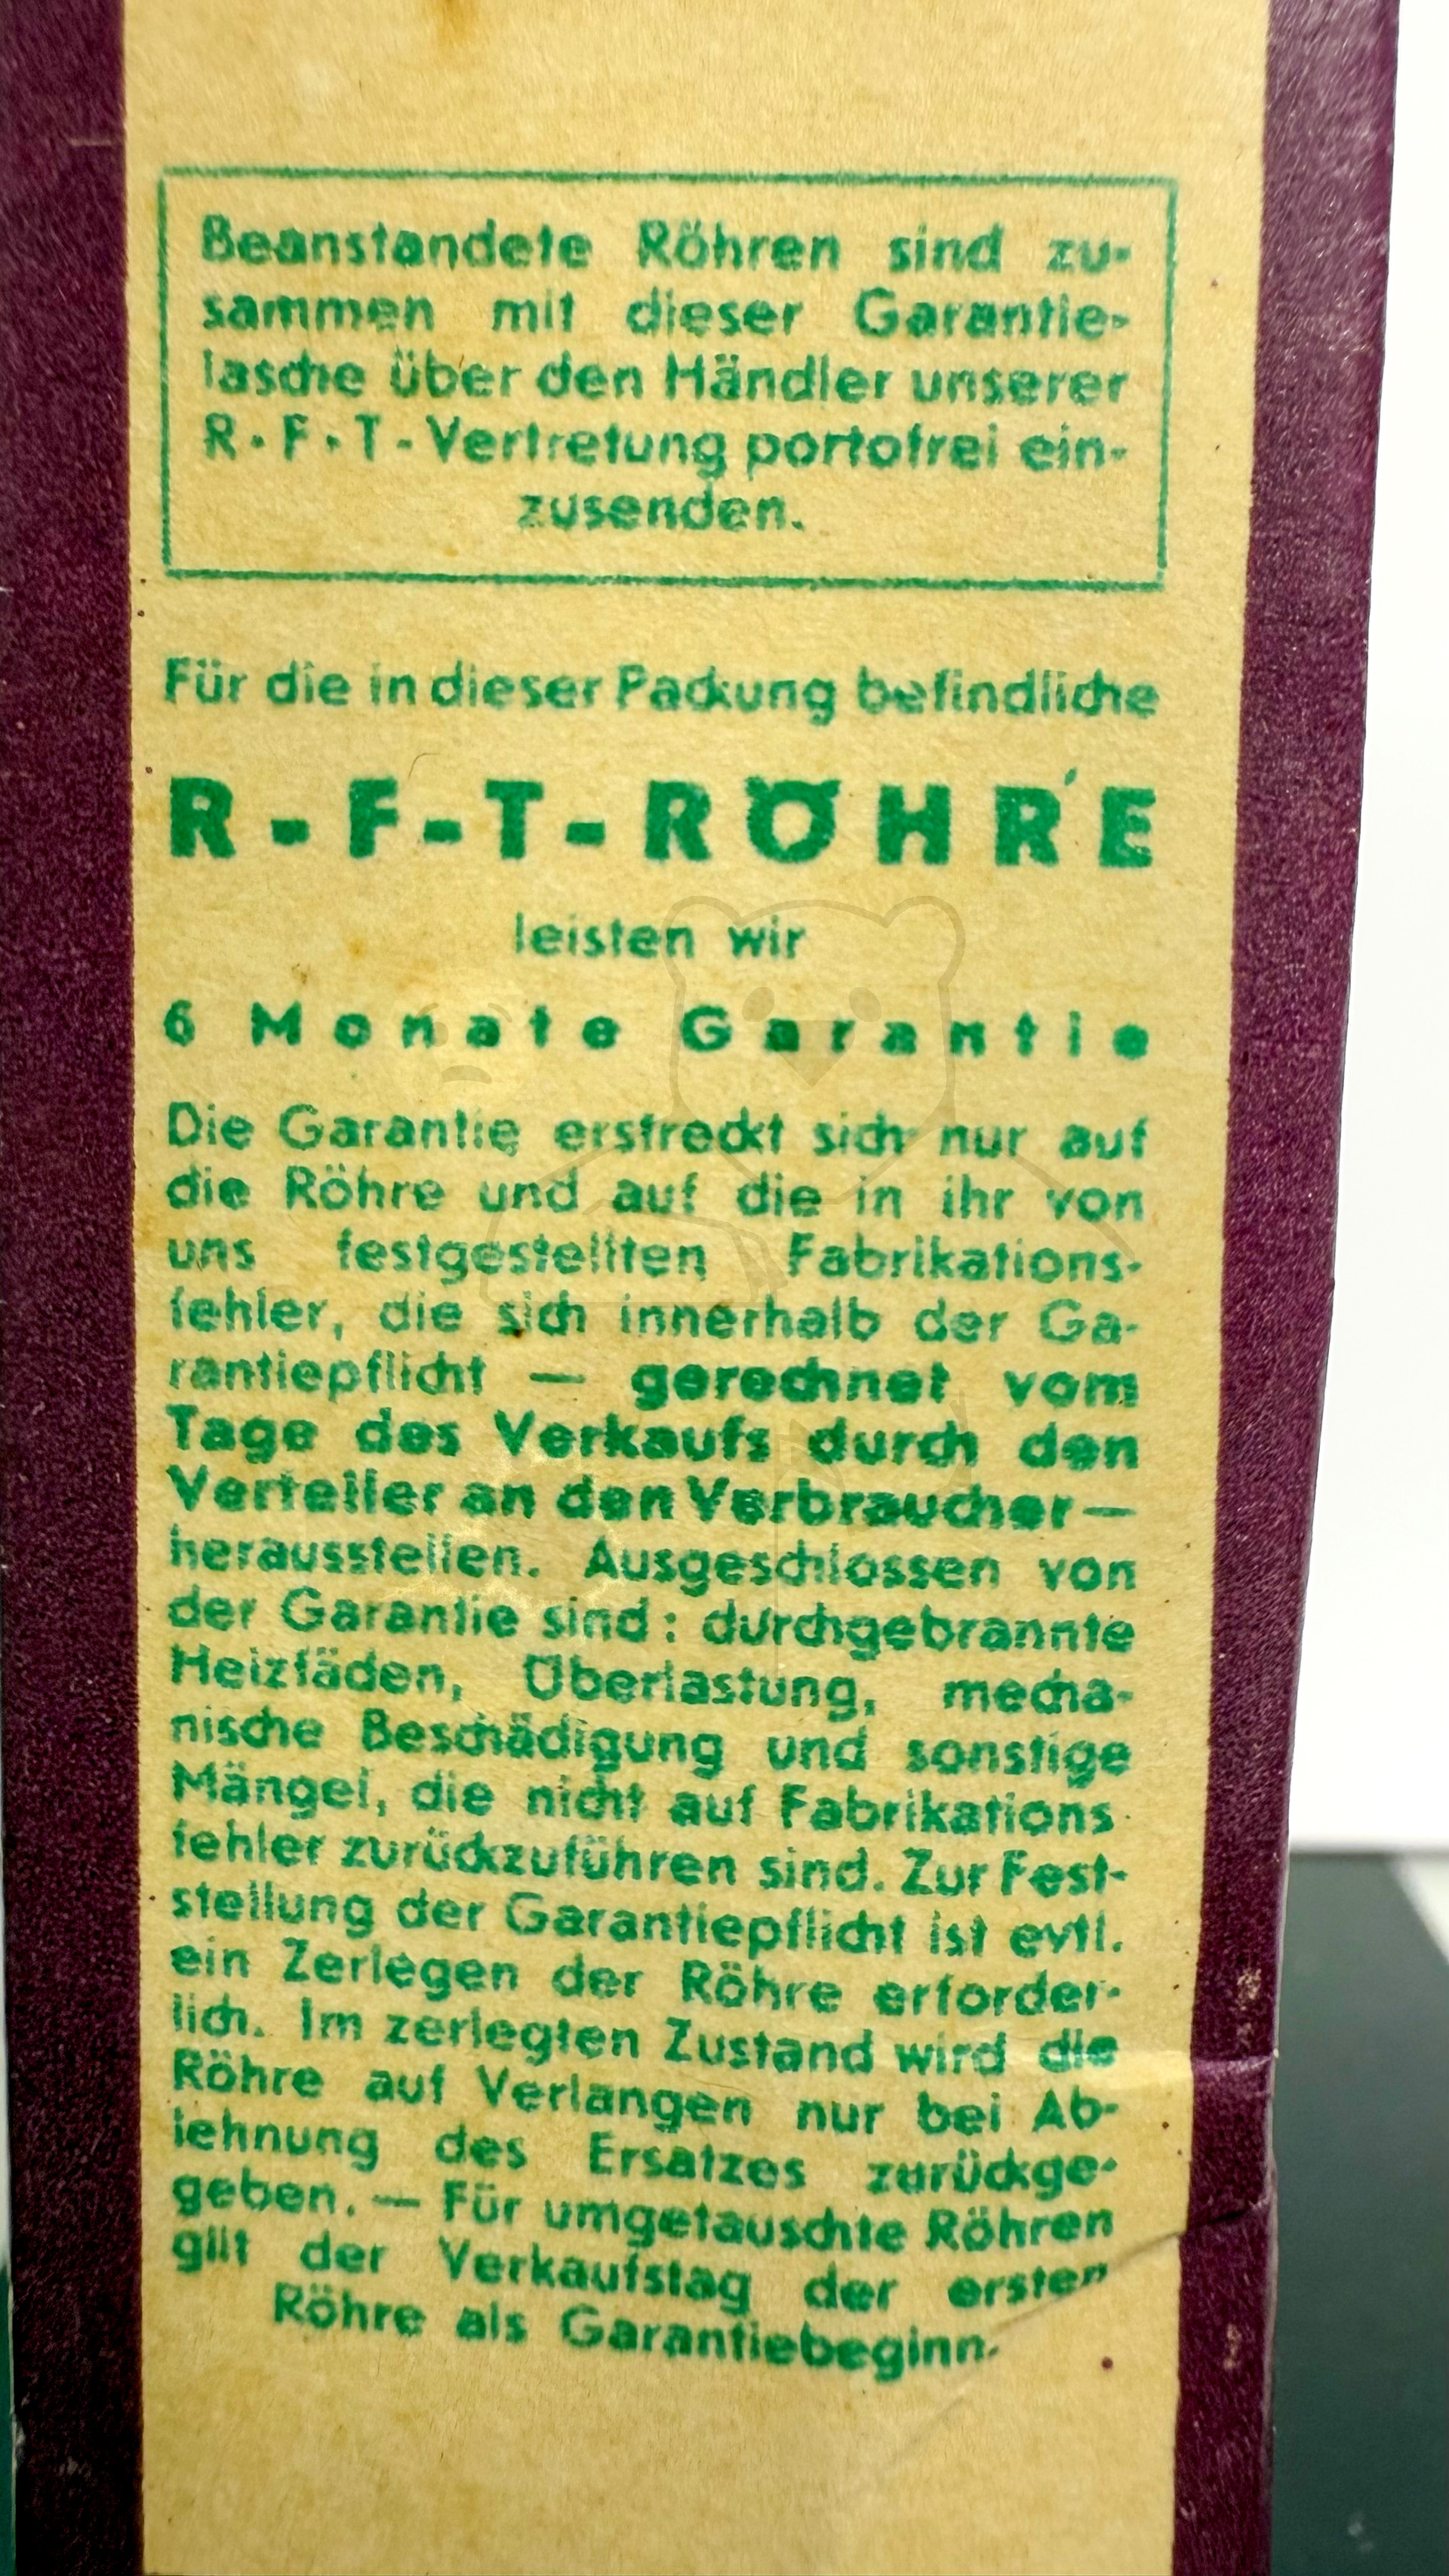 Beanstandete Röhren sind zu-
sammen mit dieser Garantie-
lasche über den Händler unserer
R-F-T-Vertretung portofrei ein-
zusenden.
Für die in dieser Packung befindliche
R-F-T-RÖHRE
leisten wir
6 Monate Garantie
Die Garantie erstreckt sich nur auf
die Röhre und auf die in ihr von
uns festgestellten Fabrikations-
fehler, die sich innerhalb der Ga-
rantiepflicht — gerechnet vom
Tage des Verkaufs durch den
Verteiler an den Verbraucher —
herausstellen. Ausgeschlossen von
der Garantie sind: durchgebrannte
Heizfäden, Überlastung, mecha-
nische Beschädigung und sonstige
Mängel, die nicht auf Fabrikations-
fehler zurückzuführen sind. Zur Fest-
stellung der Garantiepflicht ist evtl.
ein Zerlegen der Röhre erforder-
lich. Im zerlegten Zustand wird die
Röhre auf Verlangen nur bei Ab-
lehnung des Ersatzes zurückge-
geben. — Für umgetauschte Röhren
gilt der Verkaufstag der ersten
Röhre als Garantiebeginn.